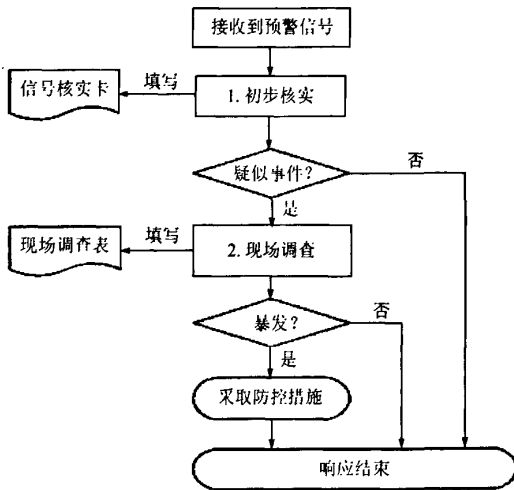 接收到预警信号
填写
信号核实卡
1. 初步核实
疑似事件?
否
是
填写
现场调查表
2. 现场调查
暴发?
否
是
采取防控措施
响应结束